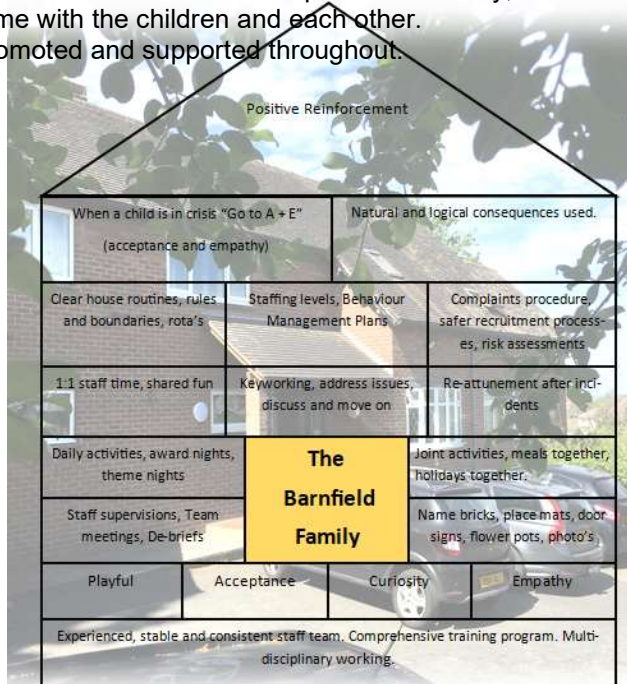 me with the children and each other.
omoted and supported throughout.
Positive Reinforcement
When a child is in crisis “Go to A + E”
(acceptance and empathy)
Natural and logical consequences used.
Clear house routines, rules
and boundaries, rota’s
Staffing levels, Behaviour
Management Plans
Complaints procedure,
safer recruitment process-
es, risk assessments
1:1 staff time, shared fun
Keyworking, address issues,
discuss and move on
Re-attunement after inci-
dents
Daily activities, award nights,
theme nights
The
Barnfield
Family
Joint activities, meals together,
holidays together.
Staff supervisions, Team
meetings, De-briefs
Name bricks, place mats, door
signs, flower pots, photo’s
Playful
Acceptance
Curiosity
Empathy
Experienced, stable and consistent staff team. Comprehensive training program. Multi-
disciplinary working.